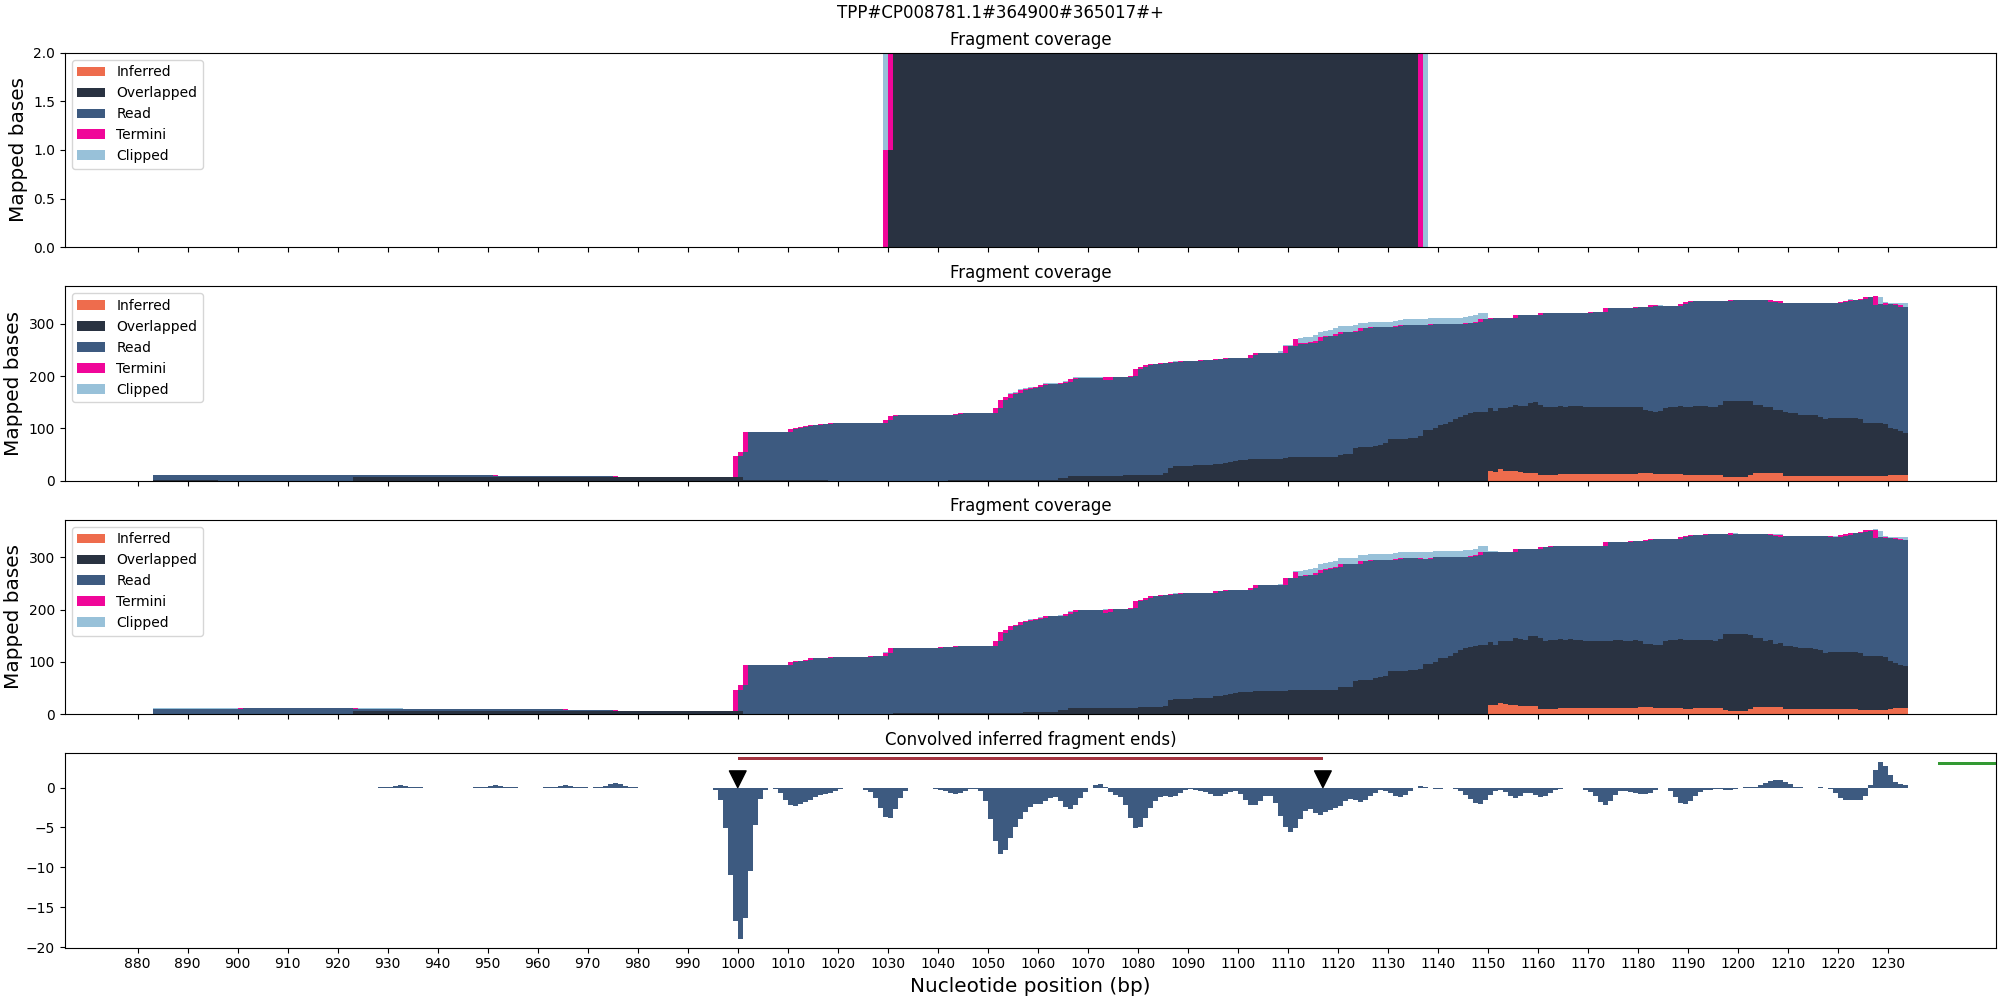 TPP#CP008781.1#364900#365017#+
Fragment coverage
Mapped bases
2.0
1.5
1.0
0.5
0.0
Inferred
Overlapped
Read
Termini
Clipped
Fragment coverage
Mapped bases
300
200
100
0
Inferred
Overlapped
Read
Termini
Clipped
Fragment coverage
Mapped bases
300
200
100
0
Inferred
Overlapped
Read
Termini
Clipped
Convolved inferred fragment ends)
0
−5
−10
−15
−20
880 890 900 910 920 930 940 950 960 970 980 990 1000 1010 1020 1030 1040 1050 1060 1070 1080 1090 1100 1110 1120 1130 1140 1150 1160 1170 1180 1190 1200 1210 1220 1230
Nucleotide position (bp)